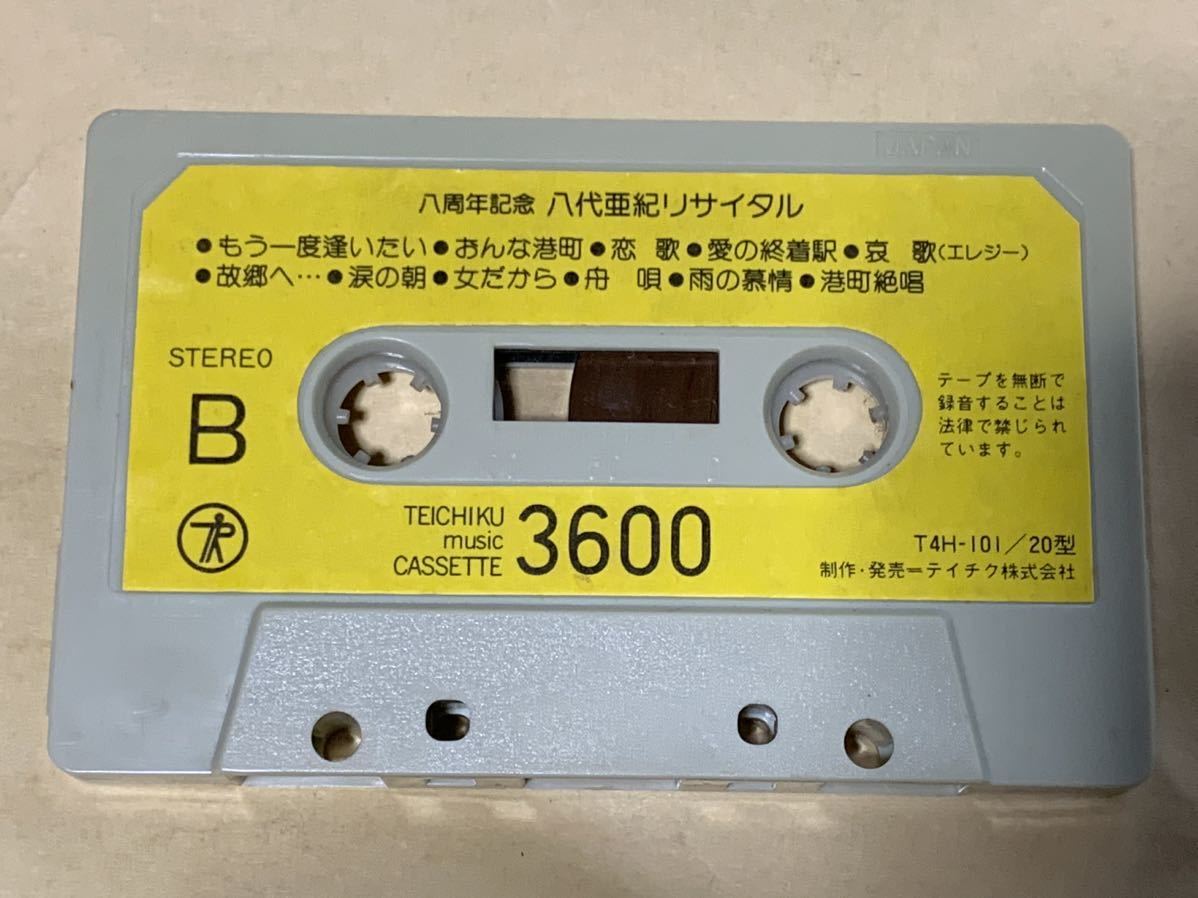 JAPAN
八周年記念 八代亜紀リサイタル
●もう一度逢いたい●おんな港町●恋 歌●愛の終着駅●哀 歌(エレジー)
●故郷へ…●涙の朝●女だから●舟 唄●雨の慕情●港町絶唱
STEREO
B
テープを無断で
録音することは
法律で禁じられ
ています。
TEICHIKU
music
CASSETTE
3600
T4H-101/20型
制作・発売=テイチク株式会社